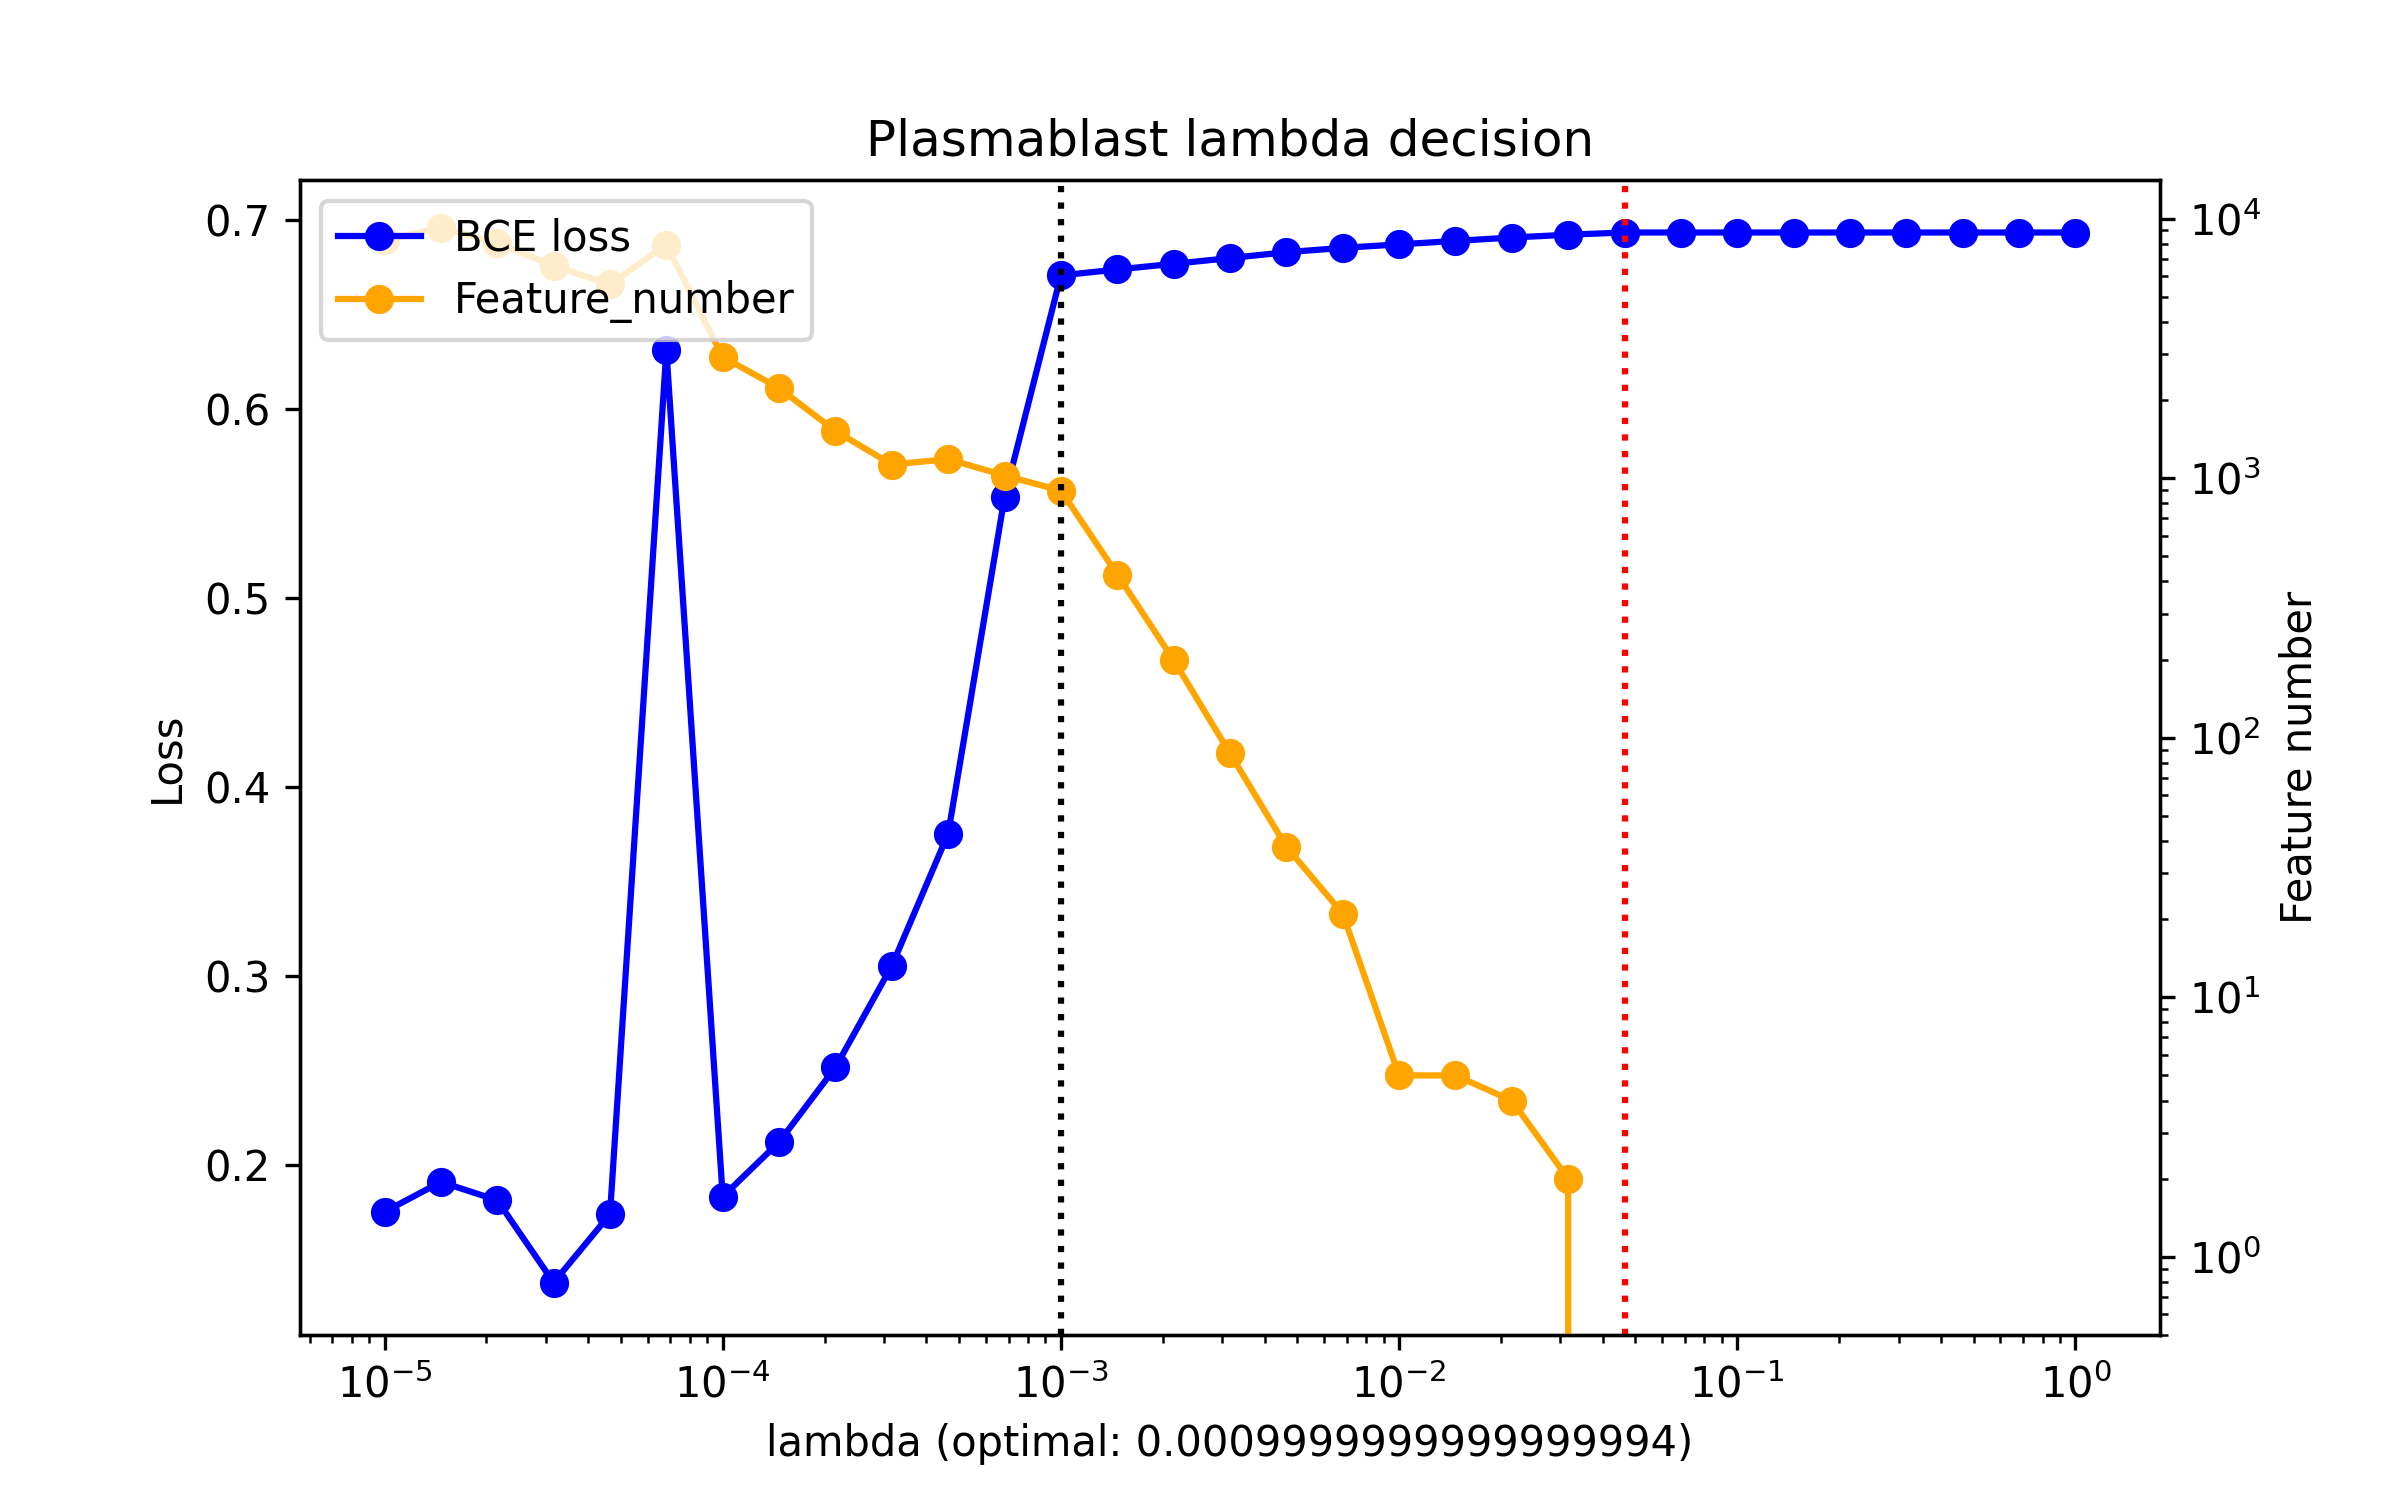 Plasmablast lambda decision
BCE loss
Feature_number
0.7
0.6
0.5
0.4
0.3
0.2
Loss
10⁴
10³
10²
10¹
10⁰
Feature number
10⁻⁵ 10⁻⁴ 10⁻³ 10⁻² 10⁻¹ 10⁰
lambda (optimal: 0.0009999999999999994)